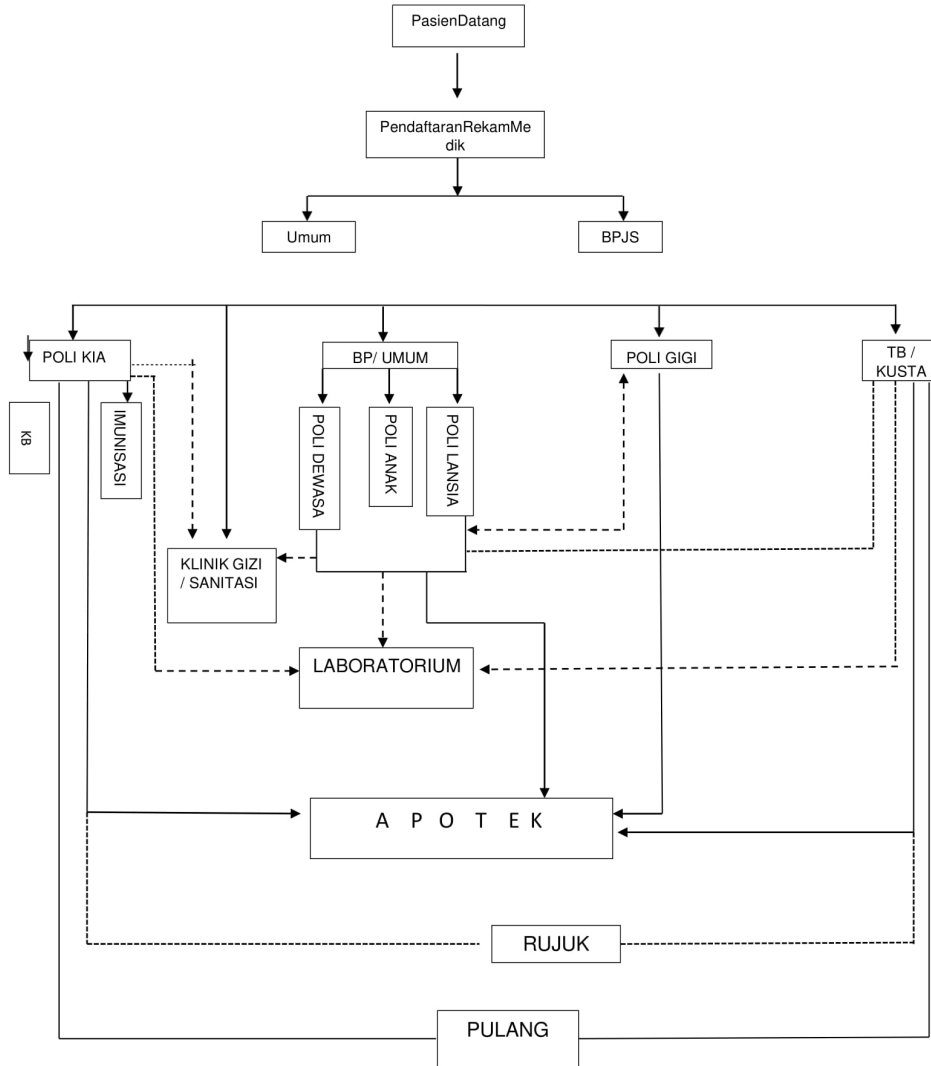 PasienDatang
PendaftaranRekamMe
dik
Umum
BPJS
POLI KIA
BP/ UMUM
POLI GIGI
TB /
KUSTA
KB
IMUNISASI
POLI DEWASA
POLI ANAK
POLI LANSIA
KLINIK GIZI
/ SANITASI
LABORATORIUM
A P O T E K
RUJUK
PULANG